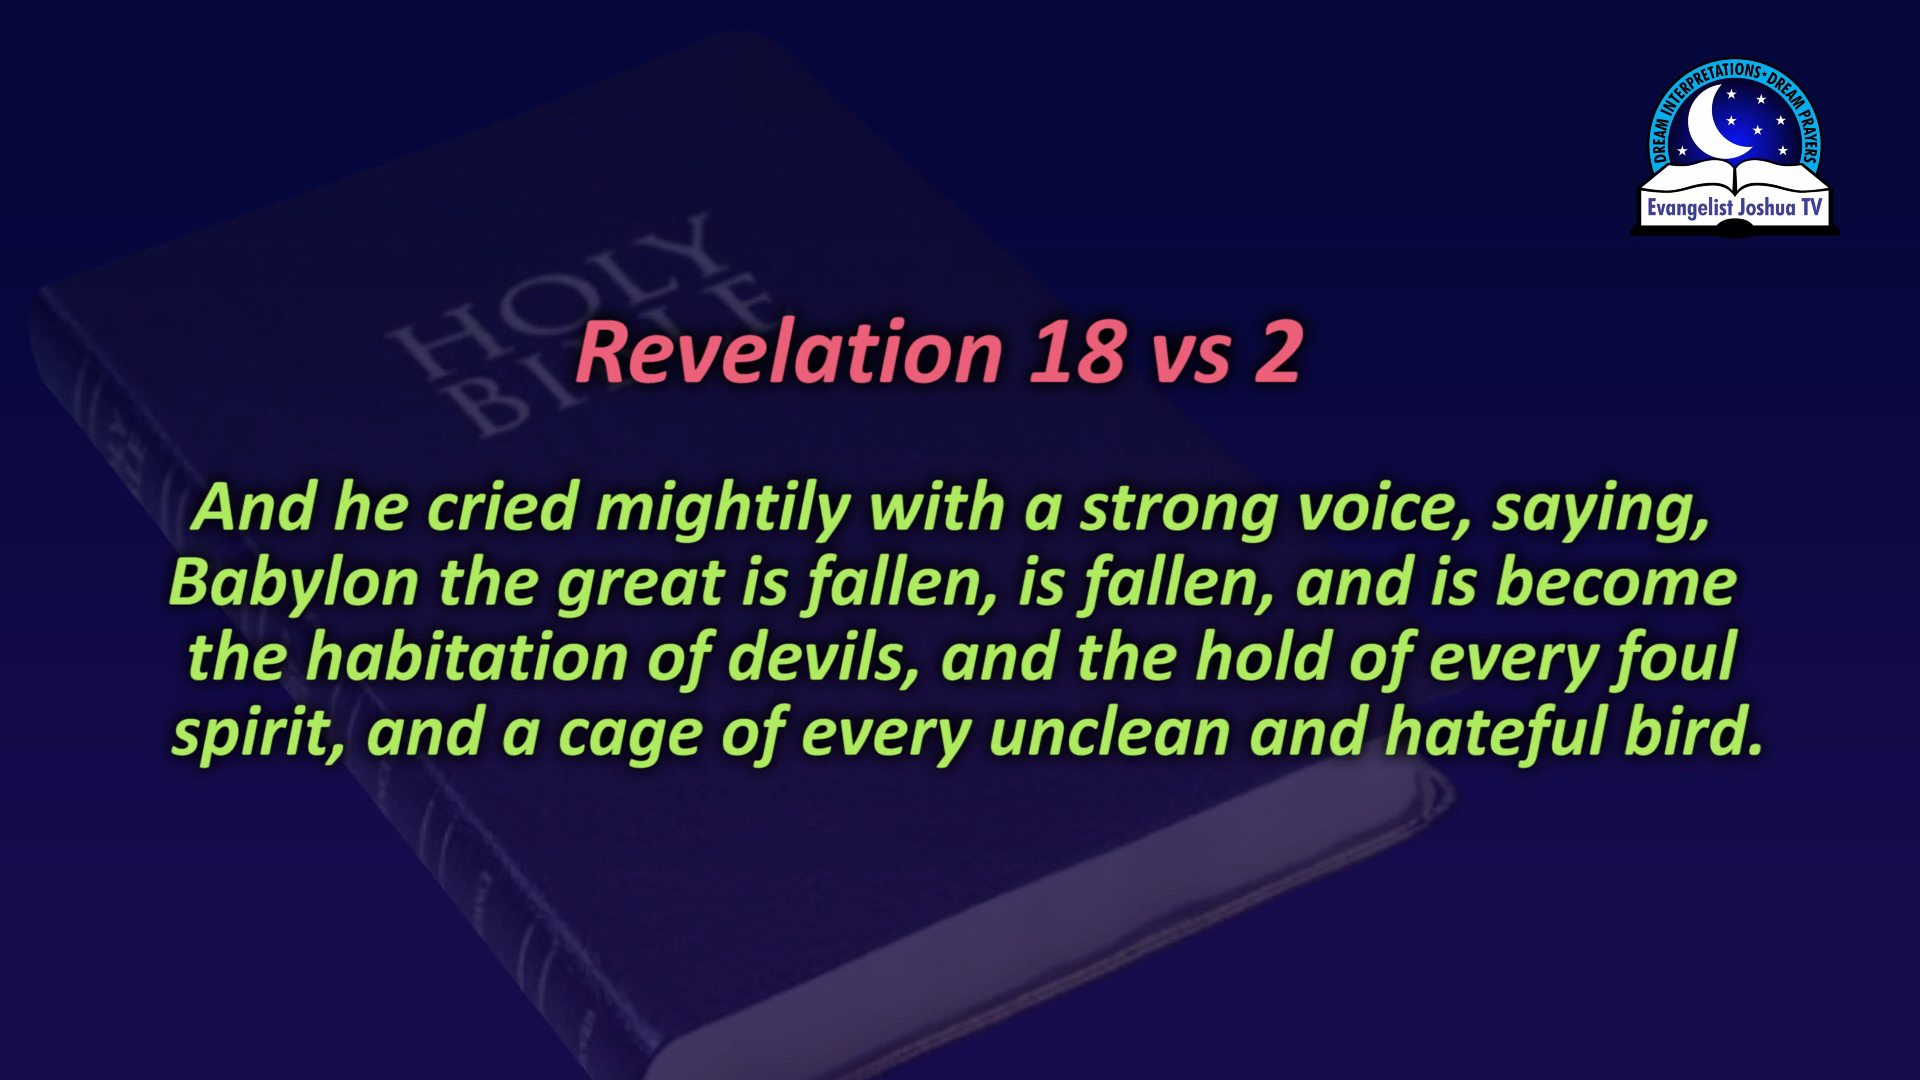 DREAM INTERPRETATIONS • DREAM PRAYERS
Evangelist Joshua TV
HOLY
BIBLE
Revelation 18 vs 2
And he cried mightily with a strong voice, saying,
Babylon the great is fallen, is fallen, and is become
the habitation of devils, and the hold of every foul
spirit, and a cage of every unclean and hateful bird.